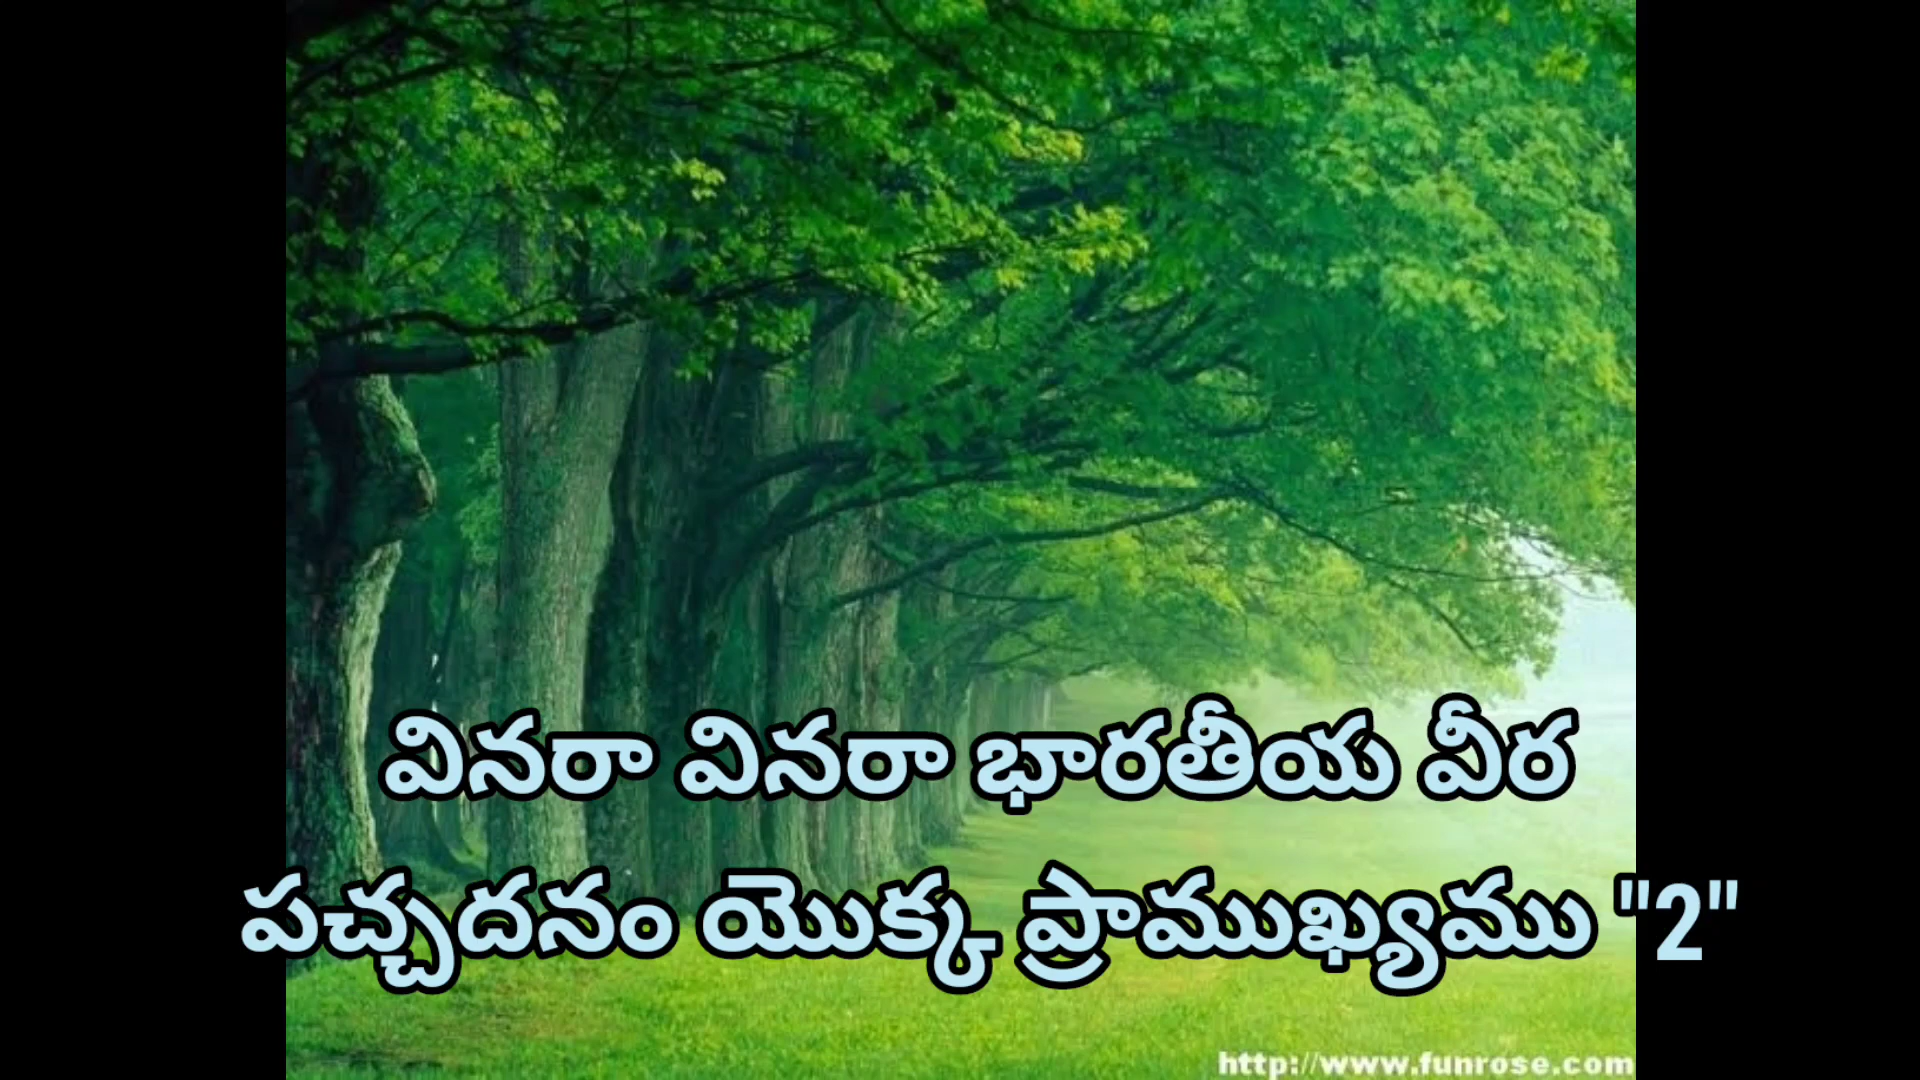 వినరా వినరా భారతీయ వీర
పచ్చదనం యొక్క ప్రాముఖ్యము "2"
http://www.funrose.com